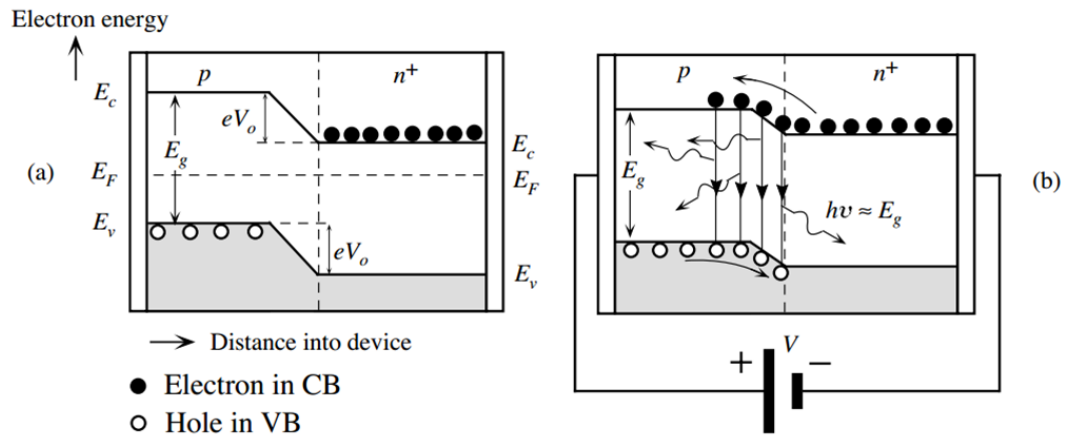 Electron energy
p
n+
E_c
eV_o
E_g
E_c
(a)
E_F
E_F
E_v
eV_o
E_v
Distance into device
Electron in CB
Hole in VB
p
n+
E_g
hυ ≈ E_g
(b)
V
+
−